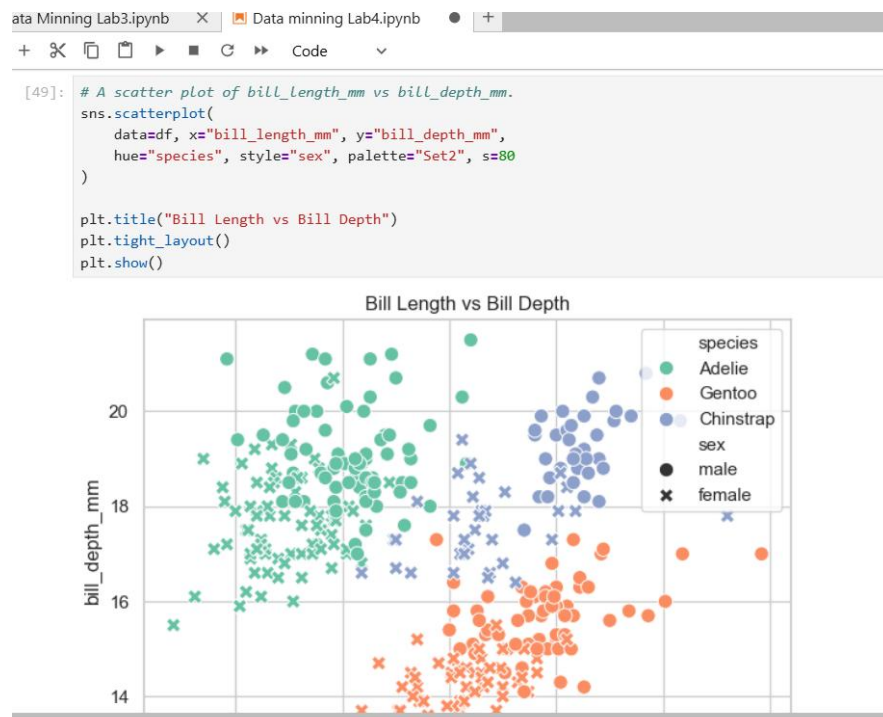 ata Minning Lab3.ipynb
Data minning Lab4.ipynb
Code
[49]:
# A scatter plot of bill_length_mm vs bill_depth_mm.
sns.scatterplot(
data=df, x="bill_length_mm", y="bill_depth_mm",
hue="species", style="sex", palette="Set2", s=80
)
plt.title("Bill Length vs Bill Depth")
plt.tight_layout()
plt.show()
Bill Length vs Bill Depth
species
Adelie
Gentoo
Chinstrap
sex
male
female
bill_depth_mm
20
18
16
14